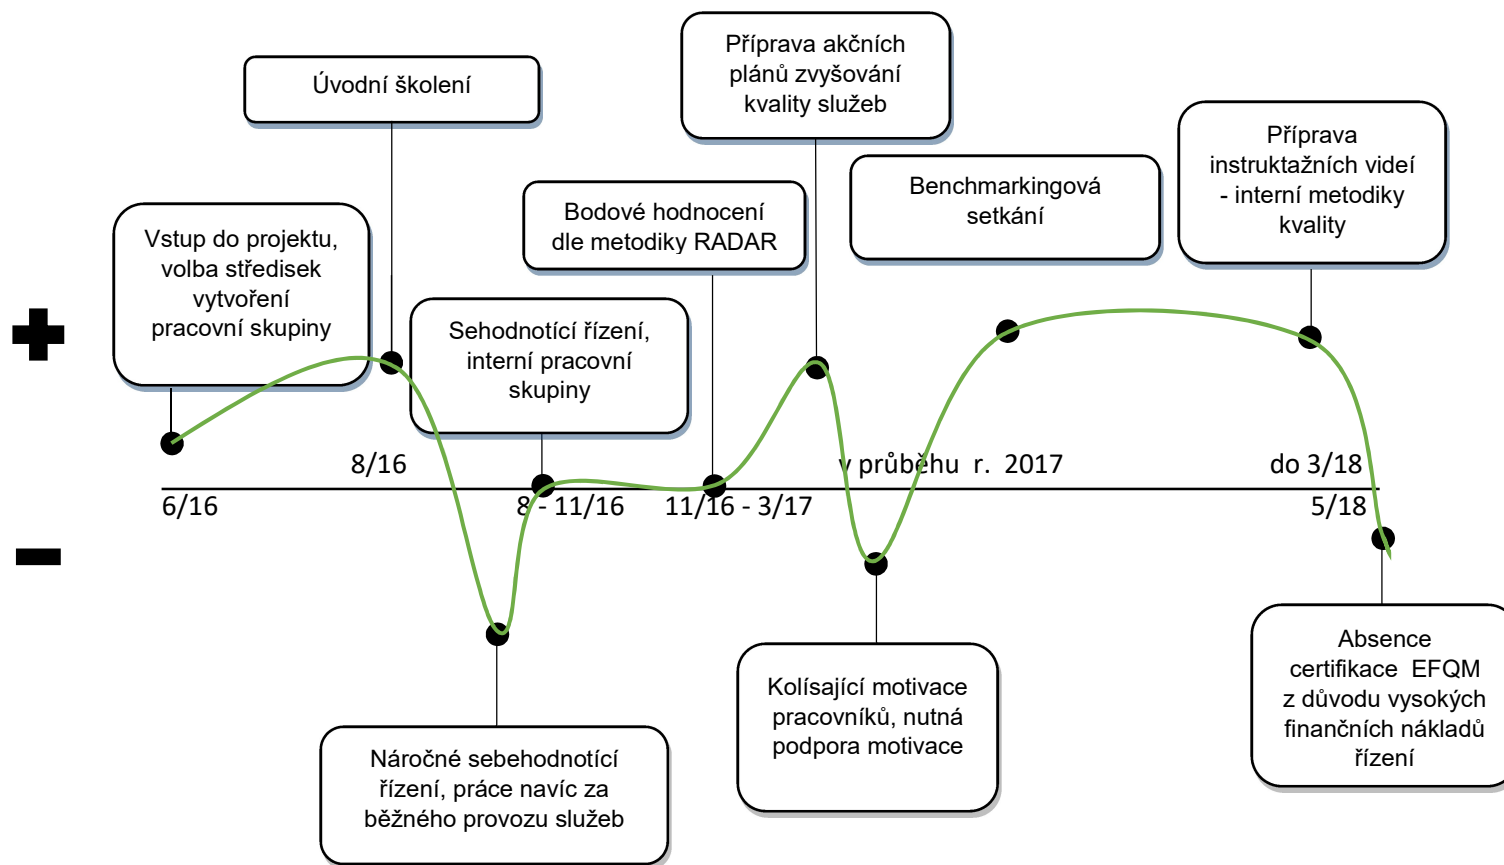 Příprava akčních
plánů zvyšování
kvality služeb
Úvodní školení
Příprava
instruktažních videí
- interní metodiky
kvality
Benchmarkingová
setkání
Bodové hodnocení
dle metodiky RADAR
Vstup do projektu,
volba středisek
vytvoření
pracovní skupiny
Sehodnotící řízení,
interní pracovní
skupiny
+
8/16
v průběhu r. 2017
do 3/18
6/16
8 - 11/16
11/16 - 3/17
5/18
-
Absence
certifikace EFQM
z důvodu vysokých
finančních nákladů
řízení
Kolísající motivace
pracovníků, nutná
podpora motivace
Náročné sebehodnotící
řízení, práce navíc za
běžného provozu služeb